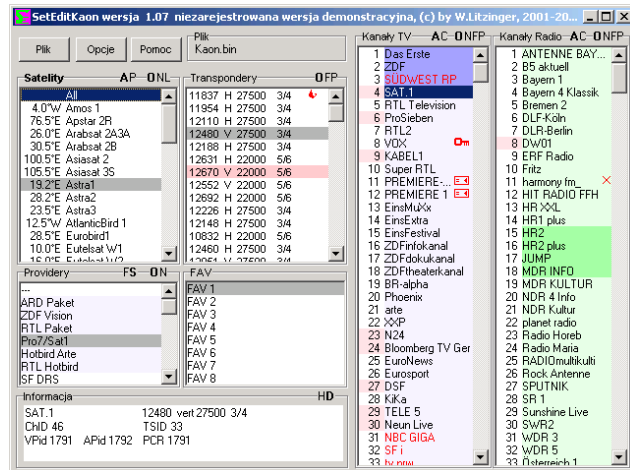 SetEditKaon wersja 1.07 niezarejestrowana wersja demonstracyjna, (c) by W.Litzinger, 2001-20...
Plik
Opcje
Pomoc
Plik
Kaon.bin
Satelity AP ONL
All
4.0°W Amos 1
76.5°E Apstar 2R
26.0°E Arabsat 2A3A
30.5°E Arabsat 2B
100.5°E Asiasat 2
105.5°E Asiasat 3S
19.2°E Astra1
28.2°E Astra2
23.5°E Astra3
12.5°W AtlanticBird 1
28.5°E Eurobird1
10.0°E Eutelsat W1
16.0°E Eutelsat W2
Transpondery OFP
11837 H 27500 3/4
11954 H 27500 3/4
12110 H 27500 3/4
12480 V 27500 3/4
12188 H 27500 3/4
12631 H 22000 5/6
12670 V 22000 5/6
12552 V 22000 5/6
12692 H 22000 5/6
12226 H 27500 3/4
12148 H 27500 3/4
10832 H 22000 5/6
12460 H 27500 3/4
12051 V 27500 3/4
Providery FS ON
---
ARD Paket
ZDF Vision
RTL Paket
Pro7/Sat1
Hotbird Arte
RTL Hotbird
SF DRS
FAV
FAV 1
FAV 2
FAV 3
FAV 4
FAV 5
FAV 6
FAV 7
FAV 8
Informacja HD
SAT.1 12480 vert 27500 3/4
ChID 46 TSID 33
VPid 1791 APid 1792 PCR 1791
Kanały TV AC ONFP
1 Das Erste
2 ZDF
3 SÜDWEST RP
4 SAT.1
5 RTL Television
6 ProSieben
7 RTL2
8 VOX
9 KABEL1
10 Super RTL
11 PREMIERE-...
12 PREMIERE 1
13 EinsMuXx
14 EinsExtra
15 EinsFestival
16 ZDFinfokanal
17 ZDFdokukanal
18 ZDFtheaterkanal
19 BR-alpha
20 Phoenix
21 arte
22 XXP
23 N24
24 Bloomberg TV Ger
25 EuroNews
26 Eurosport
27 DSF
28 KiKa
29 TELE 5
30 Neun Live
31 NBC GIGA
32 SF i
33 tv.nrw
Kanały Radio AC ONFP
1 ANTENNE BAY...
2 B5 aktuell
3 Bayern 1
4 Bayern 4 Klassik
5 Bremen 2
6 DLF-Köln
7 DLR-Berlin
8 DW01
9 ERF Radio
10 Fritz
11 harmony fm_
12 HIT RADIO FFH
13 HR XXL
14 HR1 plus
15 HR2
16 HR2 plus
17 JUMP
18 MDR INFO
19 MDR KULTUR
20 NDR 4 Info
21 NDR Kultur
22 planet radio
23 Radio Horeb
24 Radio Maria
25 RADIOmultikulti
26 Rock Antenne
27 SPUTNIK
28 SR 1
29 Sunshine Live
30 SWR2
31 WDR 3
32 WDR 5
33 Österreich 1